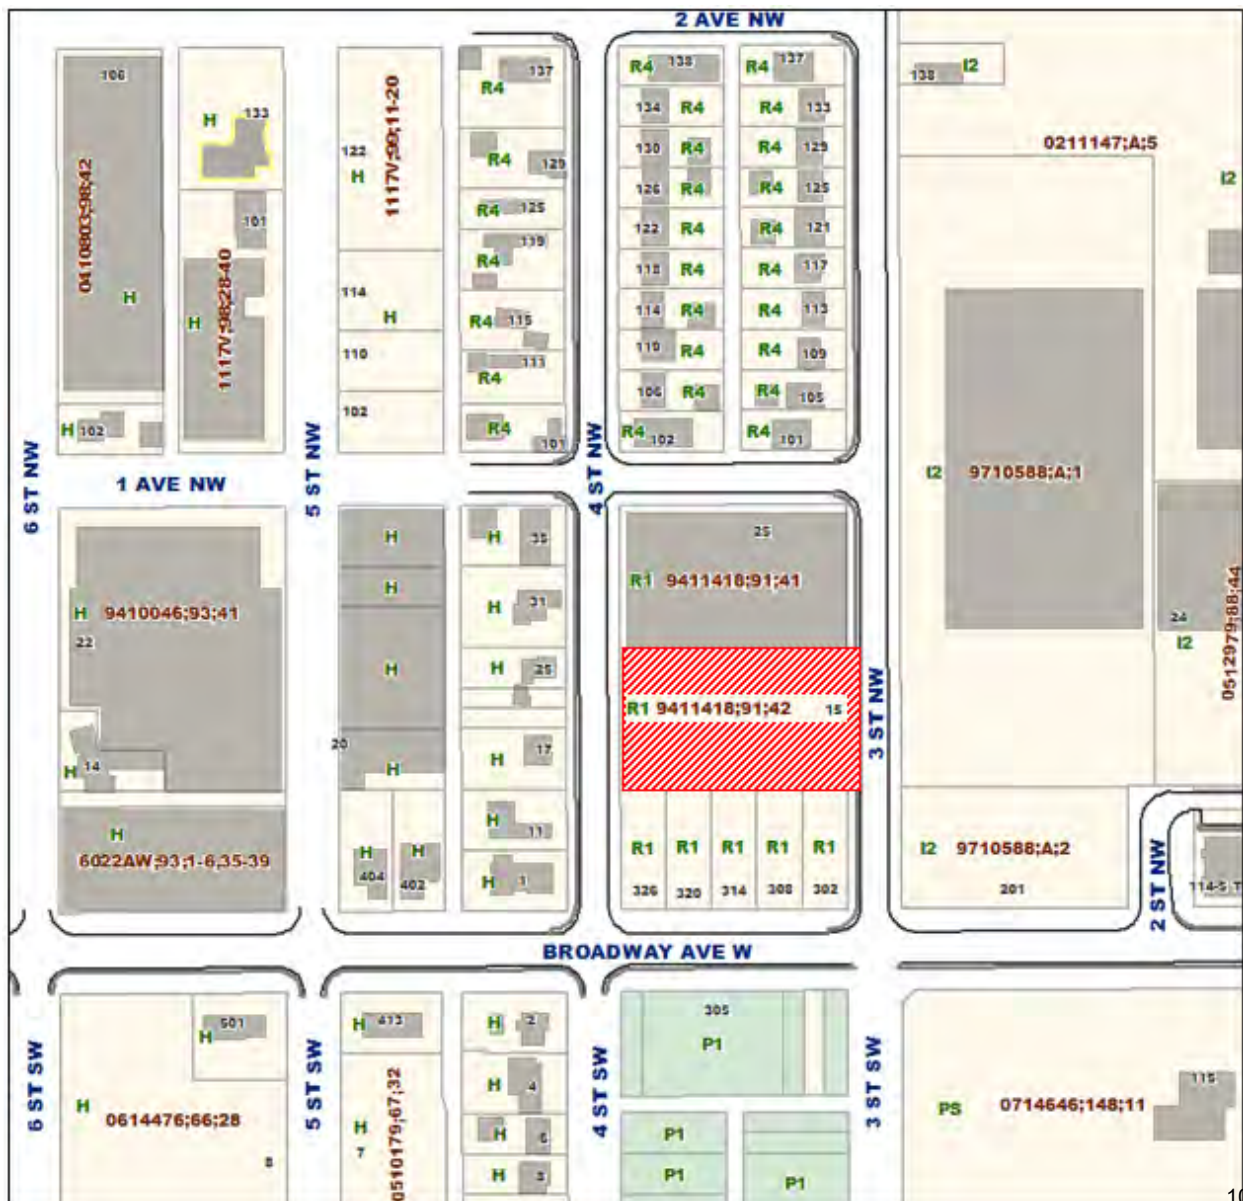 2 AVE NW
106
H
133
0410803;98;42
H
101
H
1117V;98;28-40
H
102
122
H
1117V;99;11-20
114
H
110
102
137
R4
R4
129
R4
125
119
R4
R4
115
111
R4
R4
101
R4
138
134
R4
130
R4
126
R4
122
R4
118
R4
114
R4
110
R4
106
R4
R4
102
R4
137
R4
133
R4
129
R4
125
R4
121
R4
117
R4
113
R4
109
R4
105
R4
101
138
I2
0211147;A;5
I2
I2
9710588;A;1
24
I2
0512979;88;44
6 ST NW
1 AVE NW
5 ST NW
4 ST NW
3 ST NW
H
9410046;93;41
22
H
14
H
6022AW;93;1-6,35-39
H
H
H
20
H
H
404
H
402
H
35
H
31
H
25
H
17
H
11
H
1
25
R1 9411418;91;41
R1 9411418;91;42
15
R1
R1
R1
R1
R1
326
320
314
308
302
I2 9710588;A;2
201
2 ST NW
114-5 T
BROADWAY AVE W
6 ST SW
5 ST SW
4 ST SW
3 ST SW
501
H
H
0614476;66;28
8
H
413
H
7
0510179;67;32
H
2
H
4
H
6
H
305
P1
P1
P1
P1
PS
0714646;148;11
115